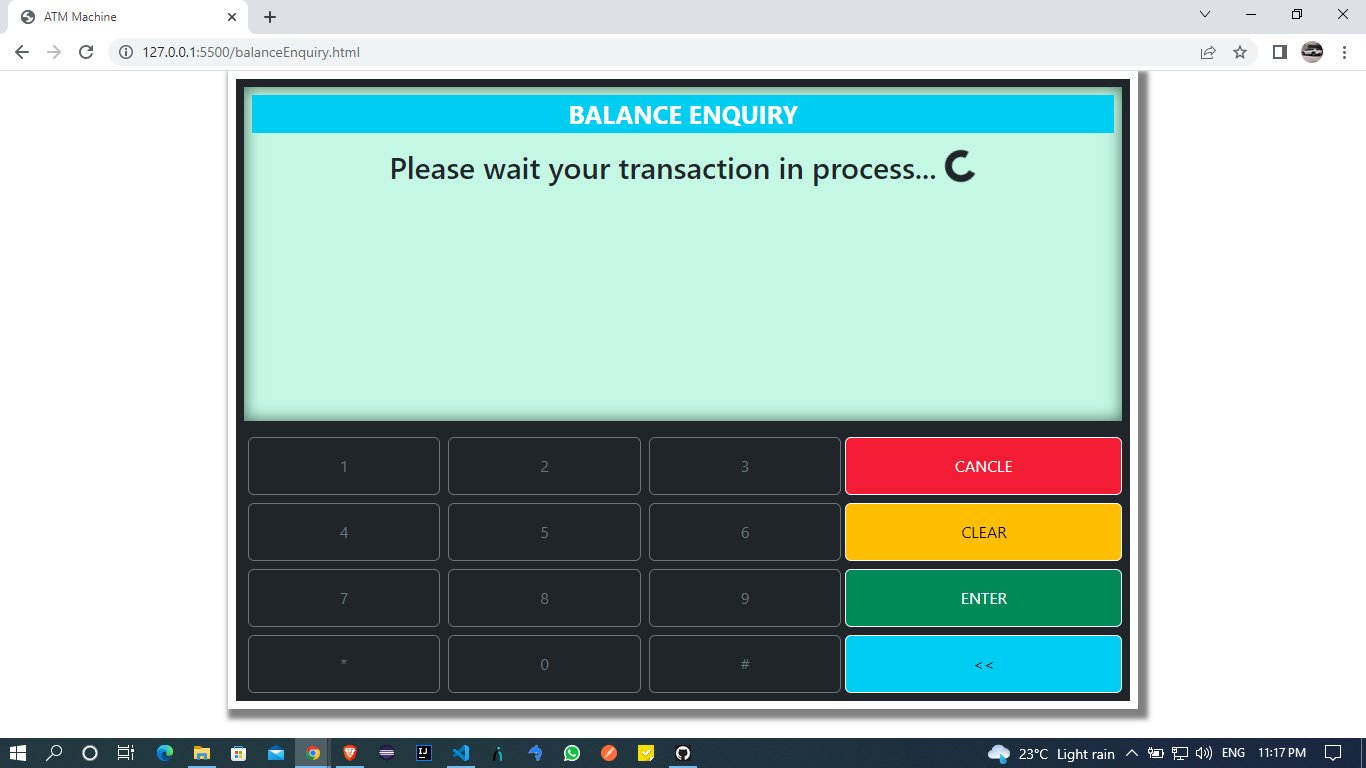 ATM Machine
127.0.0.1:5500/balanceEnquiry.html
BALANCE ENQUIRY
Please wait your transaction in process...
1 2 3 CANCLE
4 5 6 CLEAR
7 8 9 ENTER
* 0 # <<
23°C Light rain ENG 11:17 PM